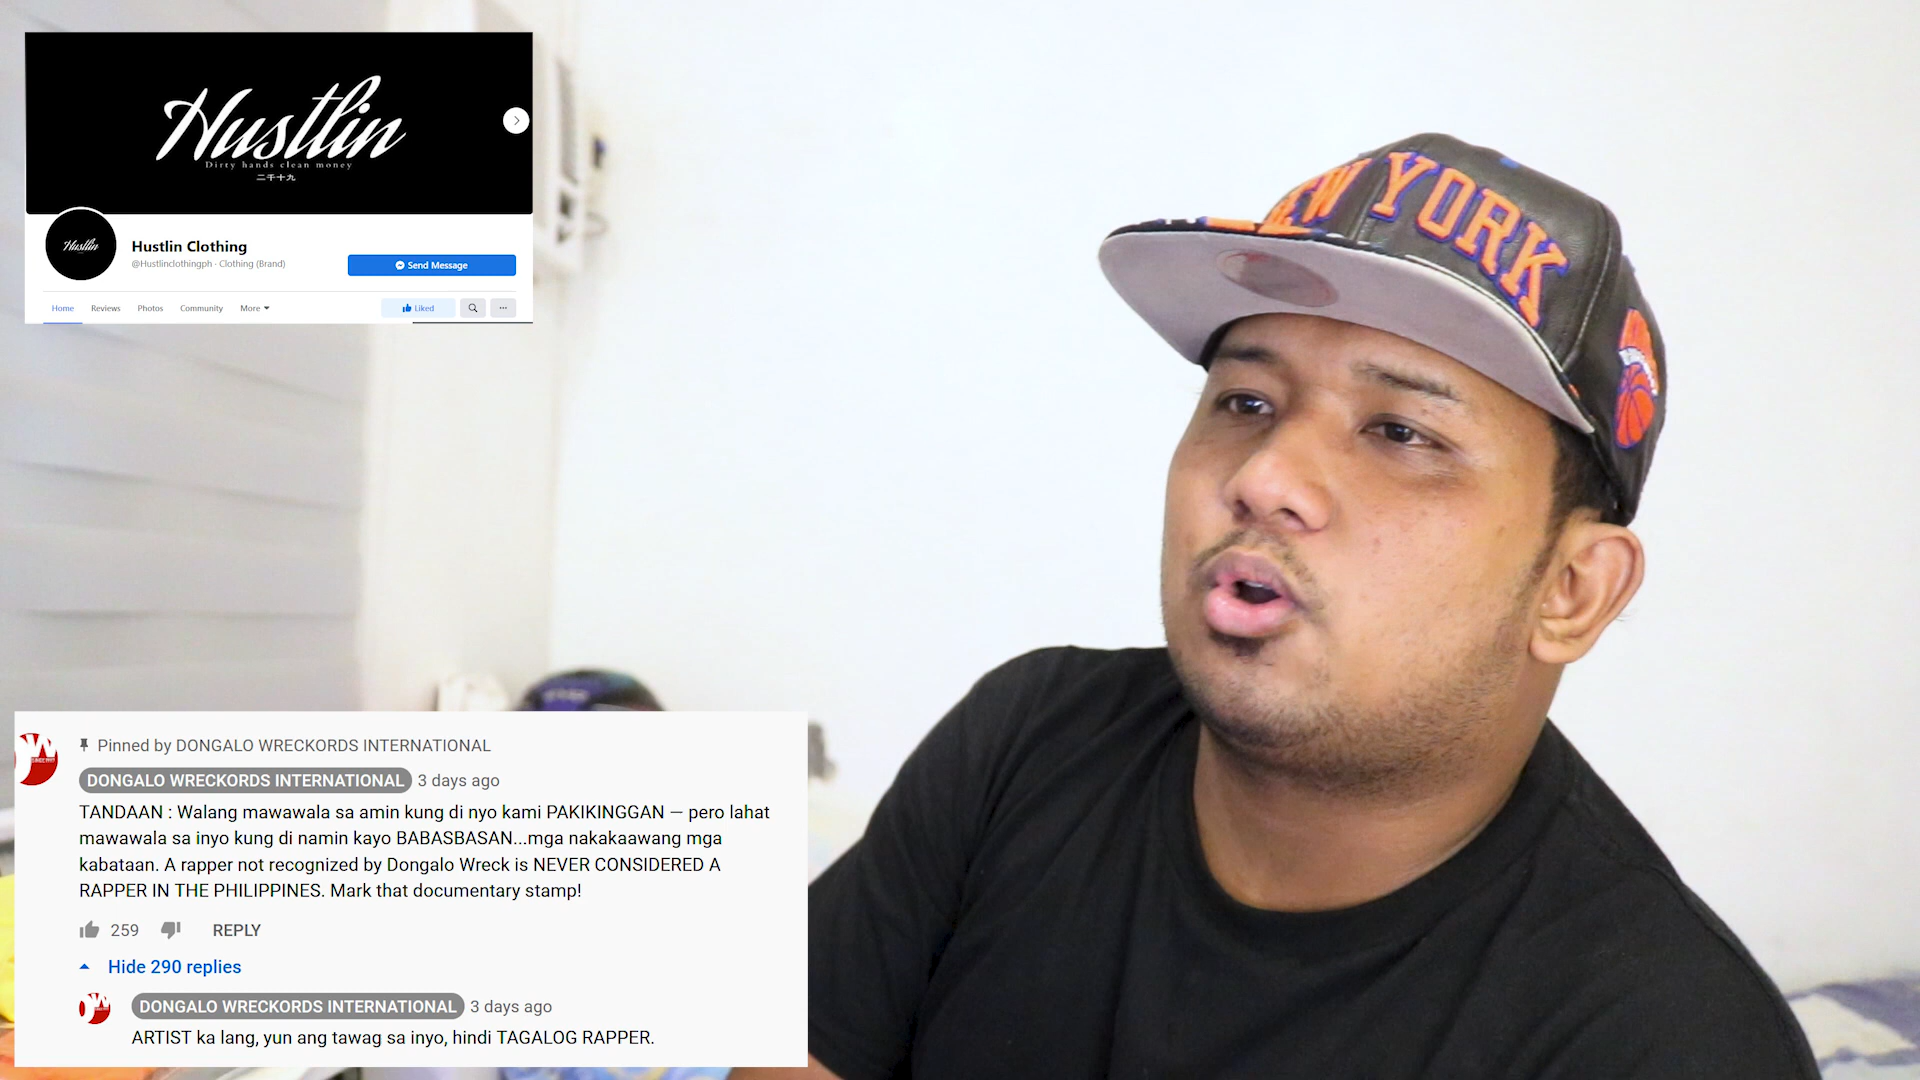 Hustlin
Dirty hands clean money
二千十九
Hustlin
Hustlin Clothing
@Hustlinclothingph · Clothing (Brand)
Send Message
Home Reviews Photos Community More
Liked
NEW YORK
Pinned by DONGALO WRECKORDS INTERNATIONAL
DONGALO WRECKORDS INTERNATIONAL 3 days ago
TANDAAN : Walang mawawala sa amin kung di nyo kami PAKIKINGGAN — pero lahat
mawawala sa inyo kung di namin kayo BABASBASAN...mga nakakaawang mga
kabataan. A rapper not recognized by Dongalo Wreck is NEVER CONSIDERED A
RAPPER IN THE PHILIPPINES. Mark that documentary stamp!
259 REPLY
Hide 290 replies
DONGALO WRECKORDS INTERNATIONAL 3 days ago
ARTIST ka lang, yun ang tawag sa inyo, hindi TAGALOG RAPPER.